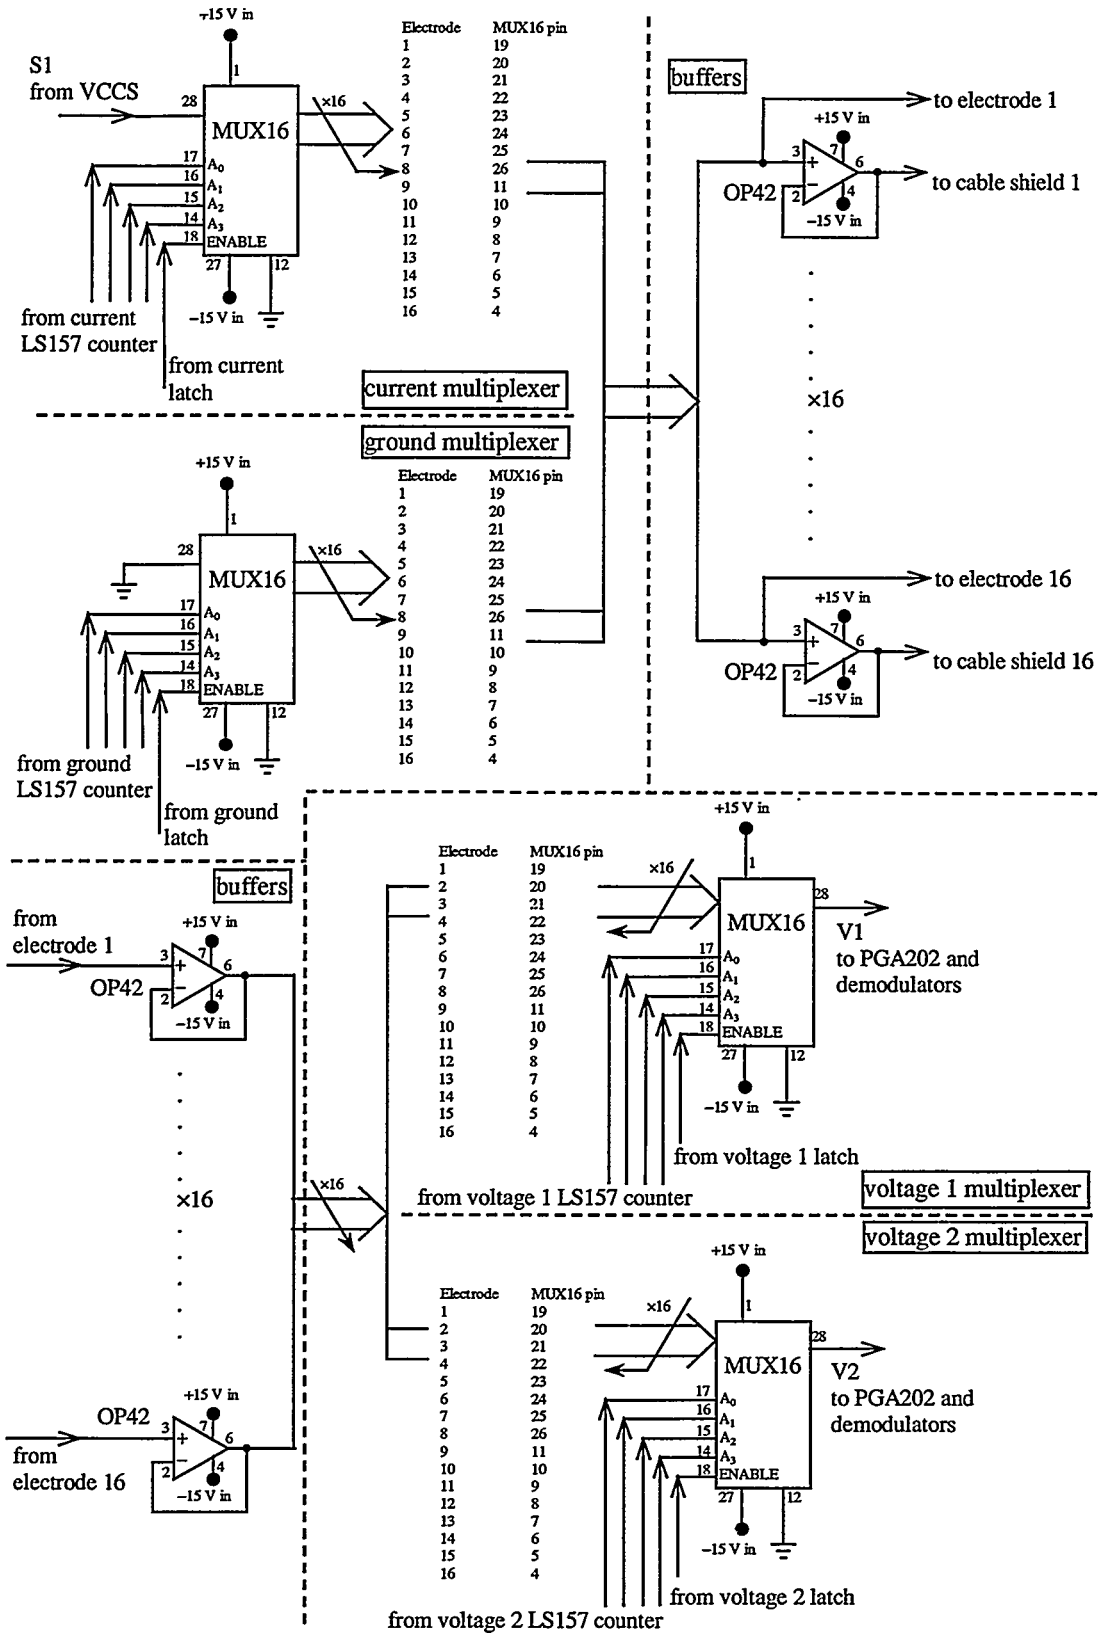 +15 V in
1
S1
from VCCS
28
MUX16
17 A0
16 A1
15 A2
14 A3
18 ENABLE
27
12
–15 V in
from current
LS157 counter
from current
latch
×16
Electrode MUX16 pin
1 19
2 20
3 21
4 22
5 23
6 24
7 25
8 26
9 11
10 10
11 9
12 8
13 7
14 6
15 5
16 4
current multiplexer
ground multiplexer
+15 V in
1
28
MUX16
17 A0
16 A1
15 A2
14 A3
18 ENABLE
27
12
–15 V in
from ground
LS157 counter
from ground
latch
×16
Electrode MUX16 pin
1 19
2 20
3 21
4 22
5 23
6 24
7 25
8 26
9 11
10 10
11 9
12 8
13 7
14 6
15 5
16 4
buffers
to electrode 1
+15 V in
3
+
7
6
to cable shield 1
OP42
–
2
4
–15 V in
×16
to electrode 16
+15 V in
3
+
7
6
to cable shield 16
OP42
–
2
4
–15 V in
buffers
from
electrode 1
+15 V in
3
+
7
6
OP42
–
2
4
–15 V in
×16
OP42
+15 V in
3
+
7
6
from
electrode 16
–
2
4
–15 V in
×16
Electrode MUX16 pin
1 19
2 20
3 21
4 22
5 23
6 24
7 25
8 26
9 11
10 10
11 9
12 8
13 7
14 6
15 5
16 4
×16
+15 V in
1
28
MUX16
V1
to PGA202 and
demodulators
17 A0
16 A1
15 A2
14 A3
18 ENABLE
27
12
–15 V in
from voltage 1 latch
from voltage 1 LS157 counter
voltage 1 multiplexer
voltage 2 multiplexer
Electrode MUX16 pin
1 19
2 20
3 21
4 22
5 23
6 24
7 25
8 26
9 11
10 10
11 9
12 8
13 7
14 6
15 5
16 4
×16
+15 V in
1
28
MUX16
V2
to PGA202 and
demodulators
17 A0
16 A1
15 A2
14 A3
18 ENABLE
27
12
–15 V in
from voltage 2 latch
from voltage 2 LS157 counter